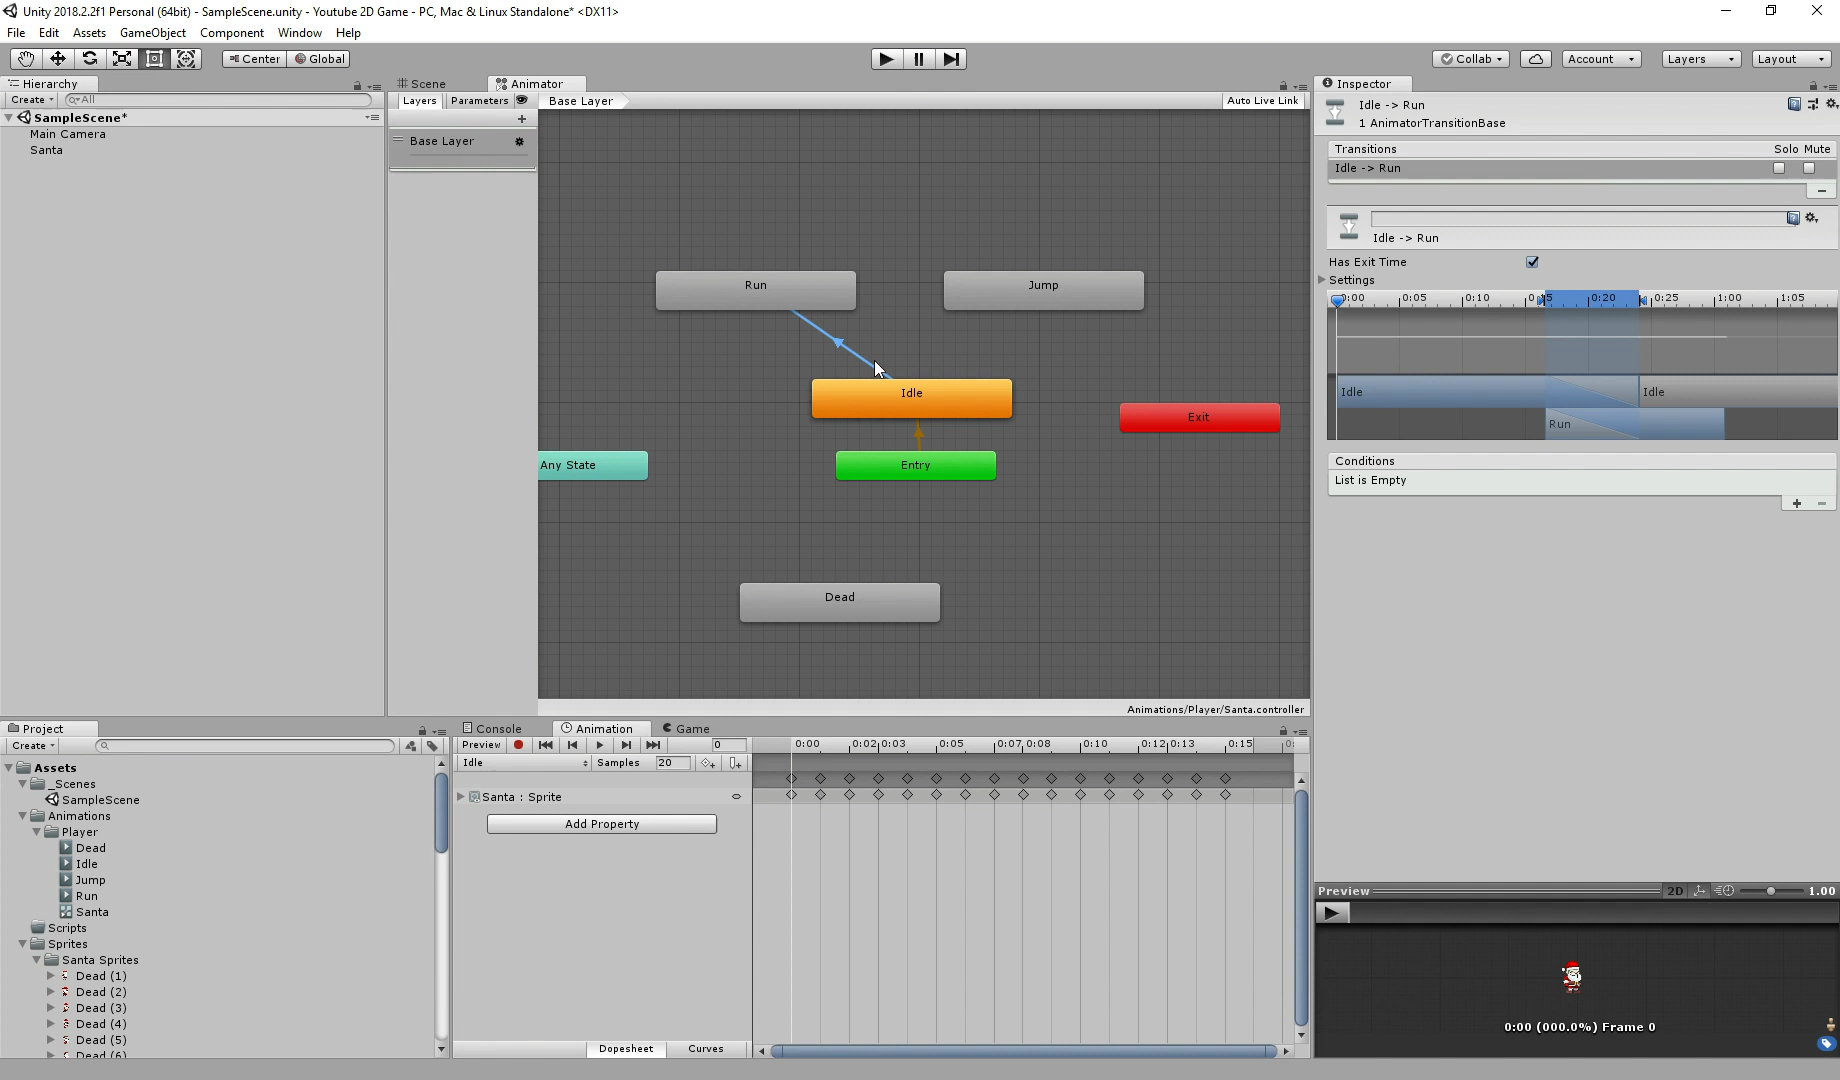 Unity 2018.2.2f1 Personal (64bit) - SampleScene.unity - Youtube 2D Game - PC, Mac & Linux Standalone* <DX11>
File Edit Assets GameObject Component Window Help
Center Global Collab Account Layers Layout
Hierarchy
Create All
SampleScene*
Main Camera
Santa
Scene Animator
Layers Parameters Base Layer Auto Live Link
Base Layer
Run
Jump
Idle
Exit
Any State
Entry
Dead
Animations/Player/Santa.controller
Inspector
Idle -> Run
1 AnimatorTransitionBase
Transitions Solo Mute
Idle -> Run
Idle -> Run
Has Exit Time
Settings
0:00 0:05 0:10 0:15 0:20 0:25 1:00 1:05
Idle Idle
Run
Conditions
List is Empty
Preview 2D 1.00
0:00 (000.0%) Frame 0
Project
Create
Assets
_Scenes
SampleScene
Animations
Player
Dead
Idle
Jump
Run
Santa
Scripts
Sprites
Santa Sprites
Dead (1)
Dead (2)
Dead (3)
Dead (4)
Dead (5)
Dead (6)
Console Animation Game
Preview 0 0:00 0:02 0:03 0:05 0:07 0:08 0:10 0:12 0:13 0:15
Idle Samples 20
Santa : Sprite
Add Property
Dopesheet Curves